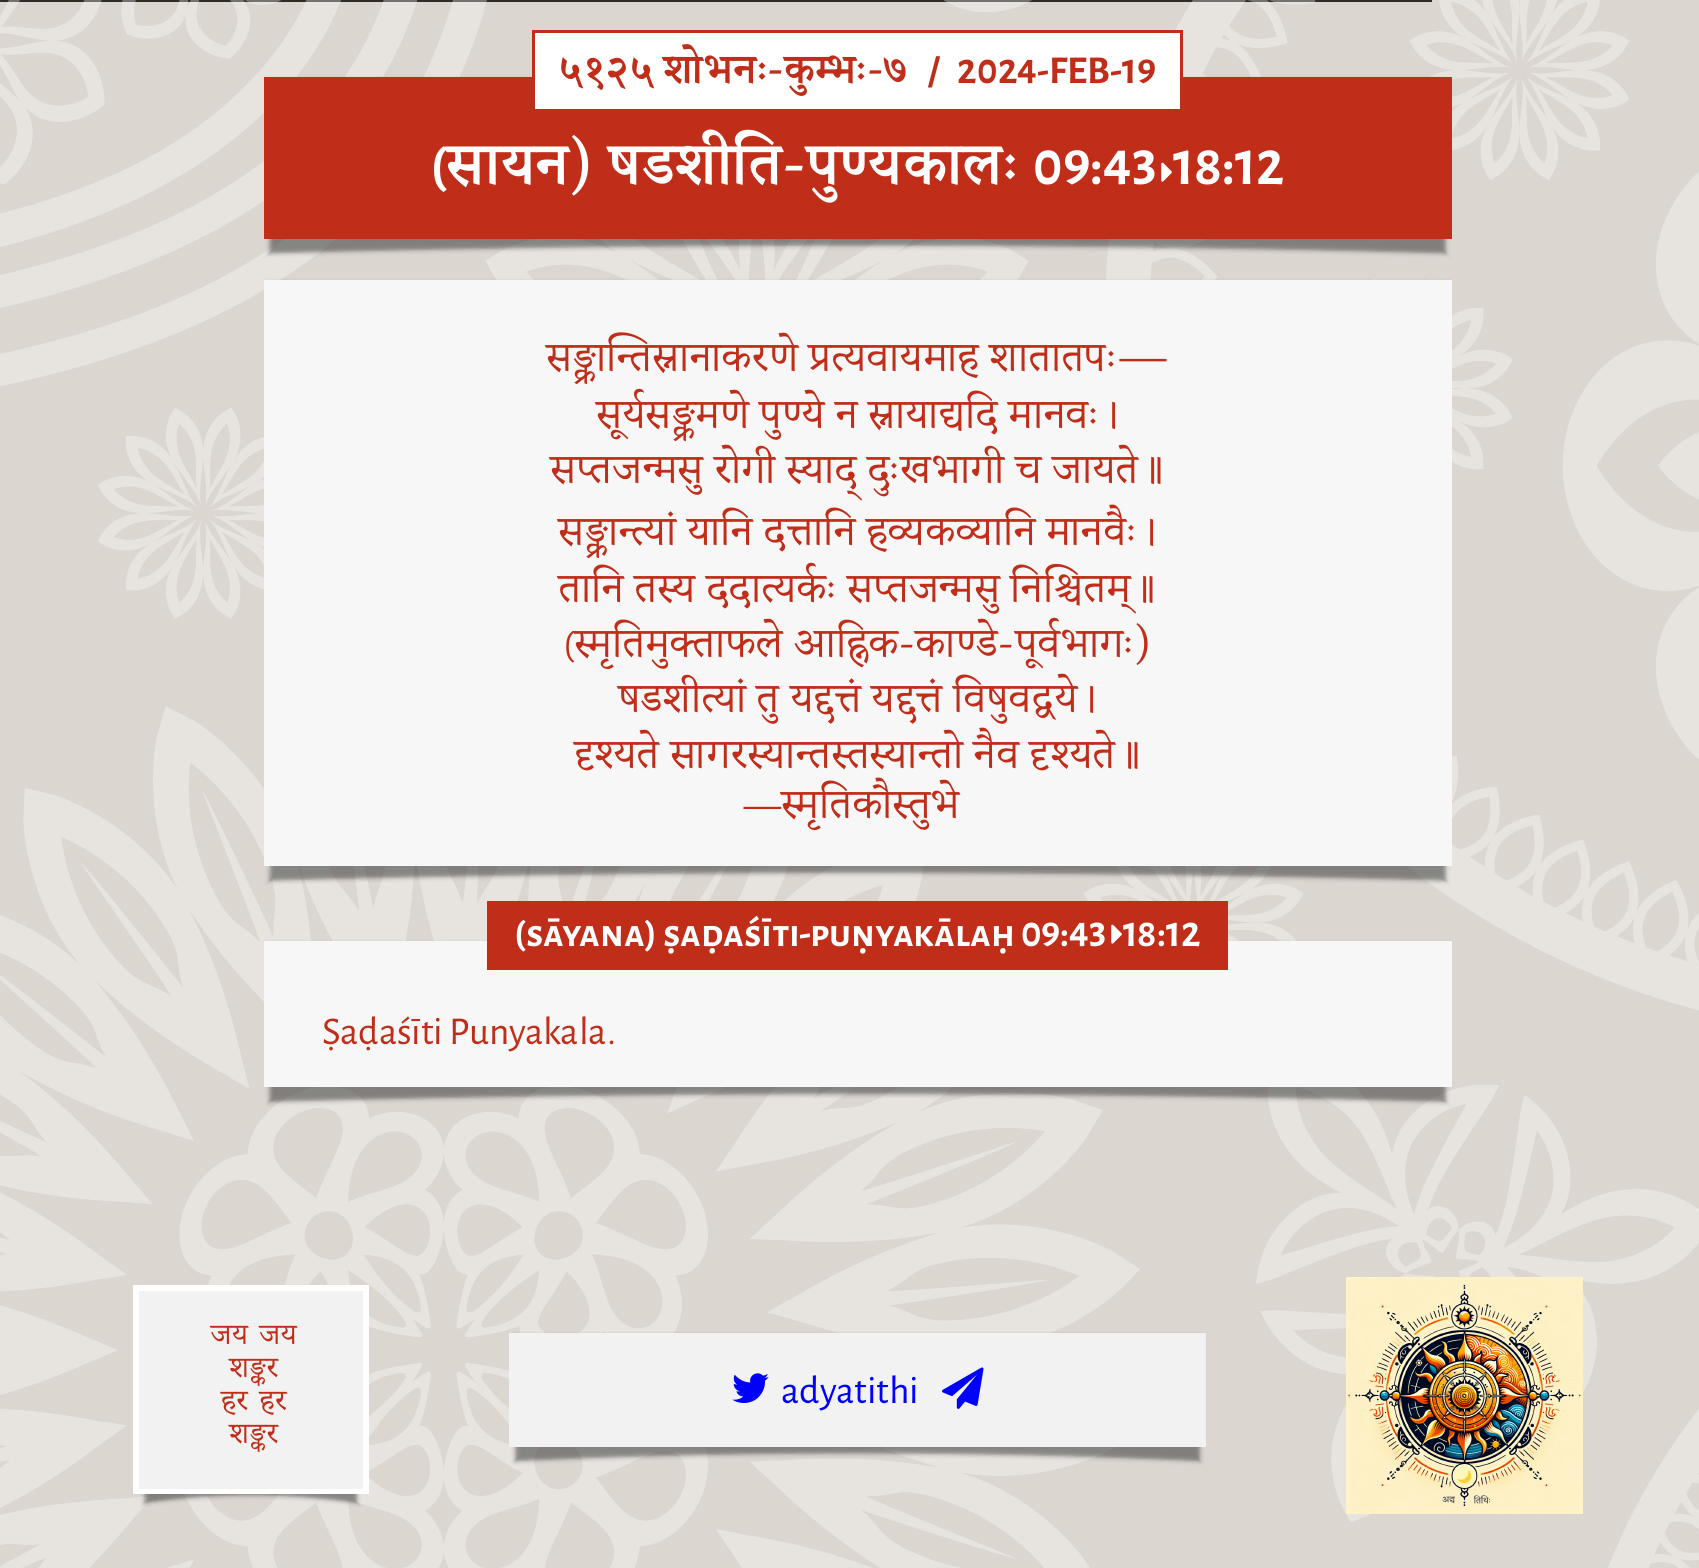 ५१२५ शोभनः-कुम्भः-७ / 2024-FEB-19
(सायन) षडशीति-पुण्यकालः 09:43▸18:12
सङ्क्रान्तिस्नानाकरणे प्रत्यवायमाह शातातपः—
सूर्यसङ्क्रमणे पुण्ये न स्नायाद्यदि मानवः।
सप्तजन्मसु रोगी स्याद् दुःखभागी च जायते॥
सङ्क्रान्त्यां यानि दत्तानि हव्यकव्यानि मानवैः।
तानि तस्य ददात्यर्कः सप्तजन्मसु निश्चितम्॥
(स्मृतिमुक्ताफले आह्निक-काण्डे-पूर्वभागः)
षडशीत्यां तु यद्दत्तं यद्दत्तं विषुवद्वये।
दृश्यते सागरस्यान्तस्तस्यान्तो नैव दृश्यते॥
—स्मृतिकौस्तुभे
(SĀYANA) ṢAḌAŚĪTI-PUṆYAKĀLAḤ 09:43▸18:12
Ṣaḍaśīti Punyakala.
जय जय
शङ्कर
हर हर
शङ्कर
adyatithi
अद्य तिथिः